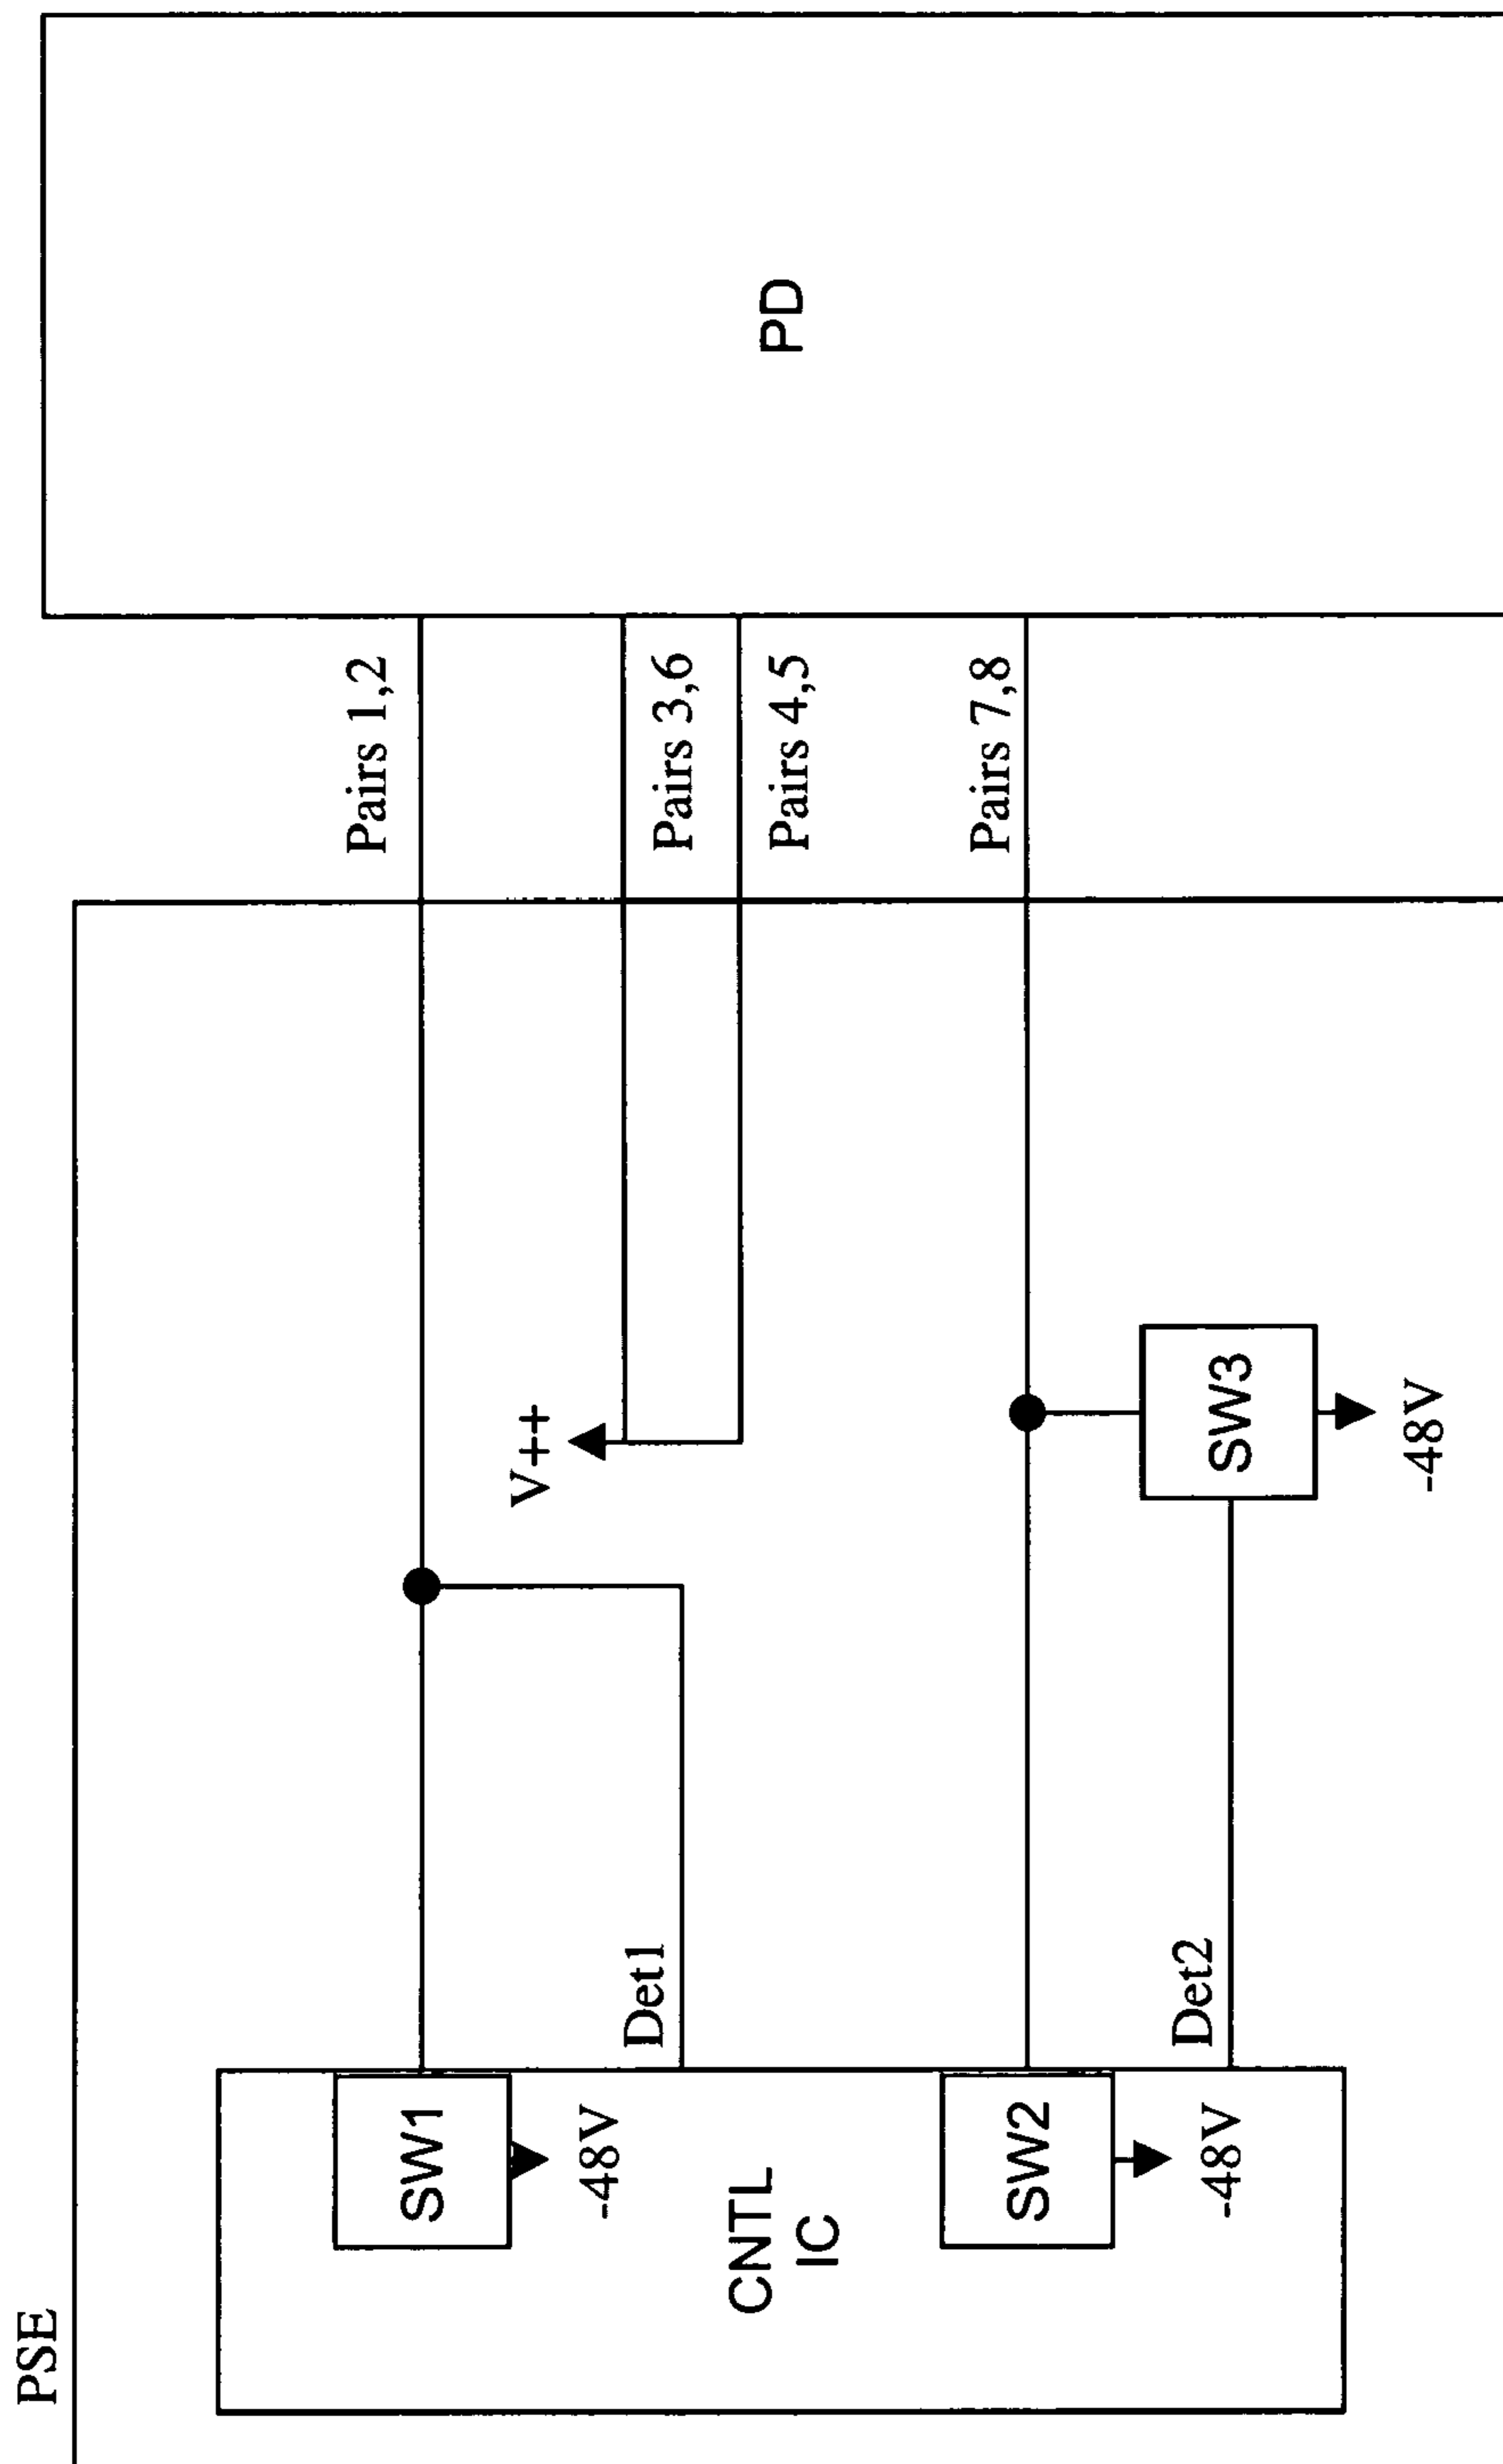 PSE
CNTL
IC
SW1
-48V
SW2
-48V
Det1
Det2
V++
SW3
-48V
Pairs 1,2
Pairs 3,6
Pairs 4,5
Pairs 7,8
PD